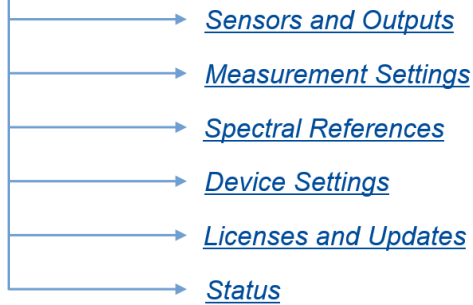 Sensors and Outputs
Measurement Settings
Spectral References
Device Settings
Licenses and Updates
Status